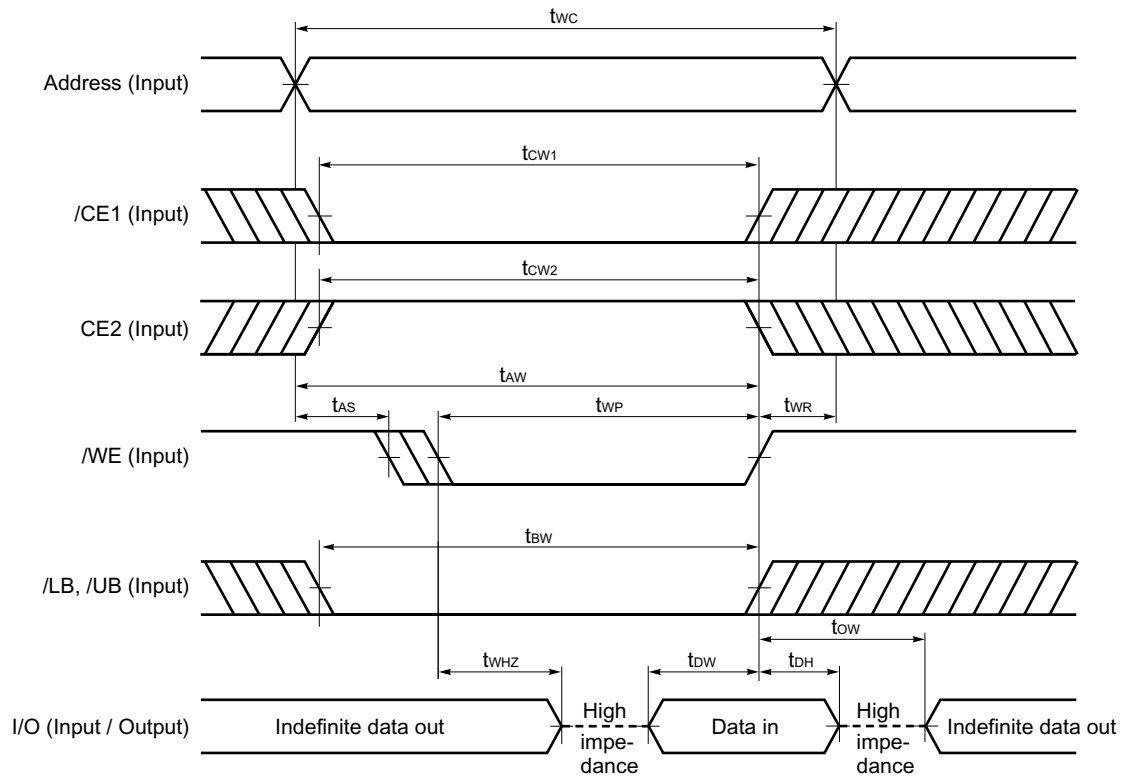 tWC
Address (Input)
tCW1
/CE1 (Input)
tCW2
CE2 (Input)
tAW
tAS
tWP
tWR
/WE (Input)
tBW
/LB, /UB (Input)
tOW
tWHZ
tDW
tDH
I/O (Input / Output)
Indefinite data out
High
impe-
dance
Data in
High
impe-
dance
Indefinite data out